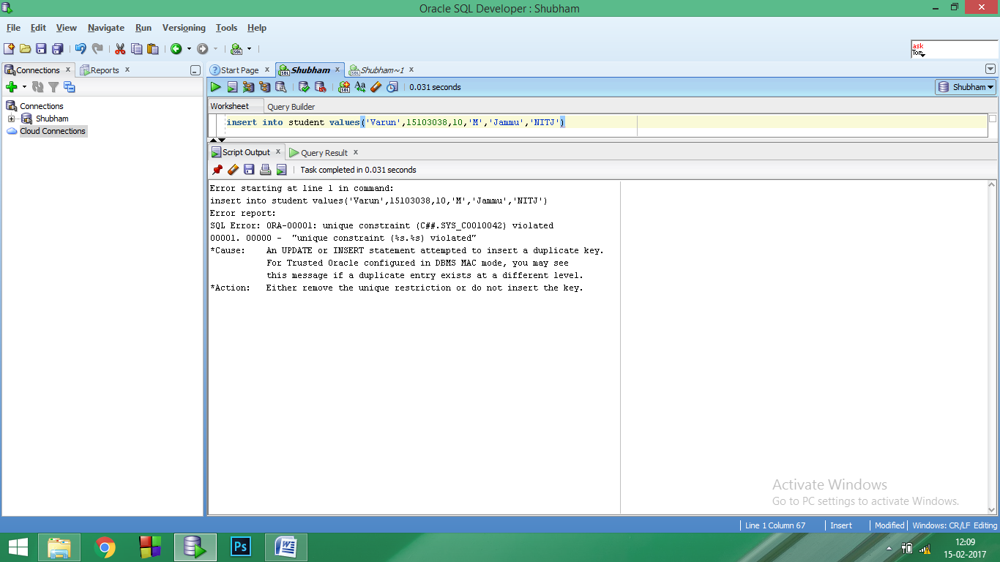 Oracle SQL Developer : Shubham
File Edit View Navigate Run Versioning Tools Help
ask
Tom
Connections x Reports x
Start Page x Shubham x Shubham~1 x
0.031 seconds
Shubham
Connections
Shubham
Cloud Connections
Worksheet Query Builder
insert into student values('Varun',15103038,10,'M','Jammu','NITJ')
Script Output x Query Result x
Task completed in 0.031 seconds
Error starting at line 1 in command:
insert into student values('Varun',15103038,10,'M','Jammu','NITJ')
Error report:
SQL Error: ORA-00001: unique constraint (C##.SYS_C0010042) violated
00001. 00000 - "unique constraint (%s.%s) violated"
*Cause: An UPDATE or INSERT statement attempted to insert a duplicate key.
For Trusted Oracle configured in DBMS MAC mode, you may see
this message if a duplicate entry exists at a different level.
*Action: Either remove the unique restriction or do not insert the key.
Activate Windows
Go to PC settings to activate Windows.
Line 1 Column 67 Insert Modified Windows: CR/LF Editing
Ps
W
12:09
15-02-2017